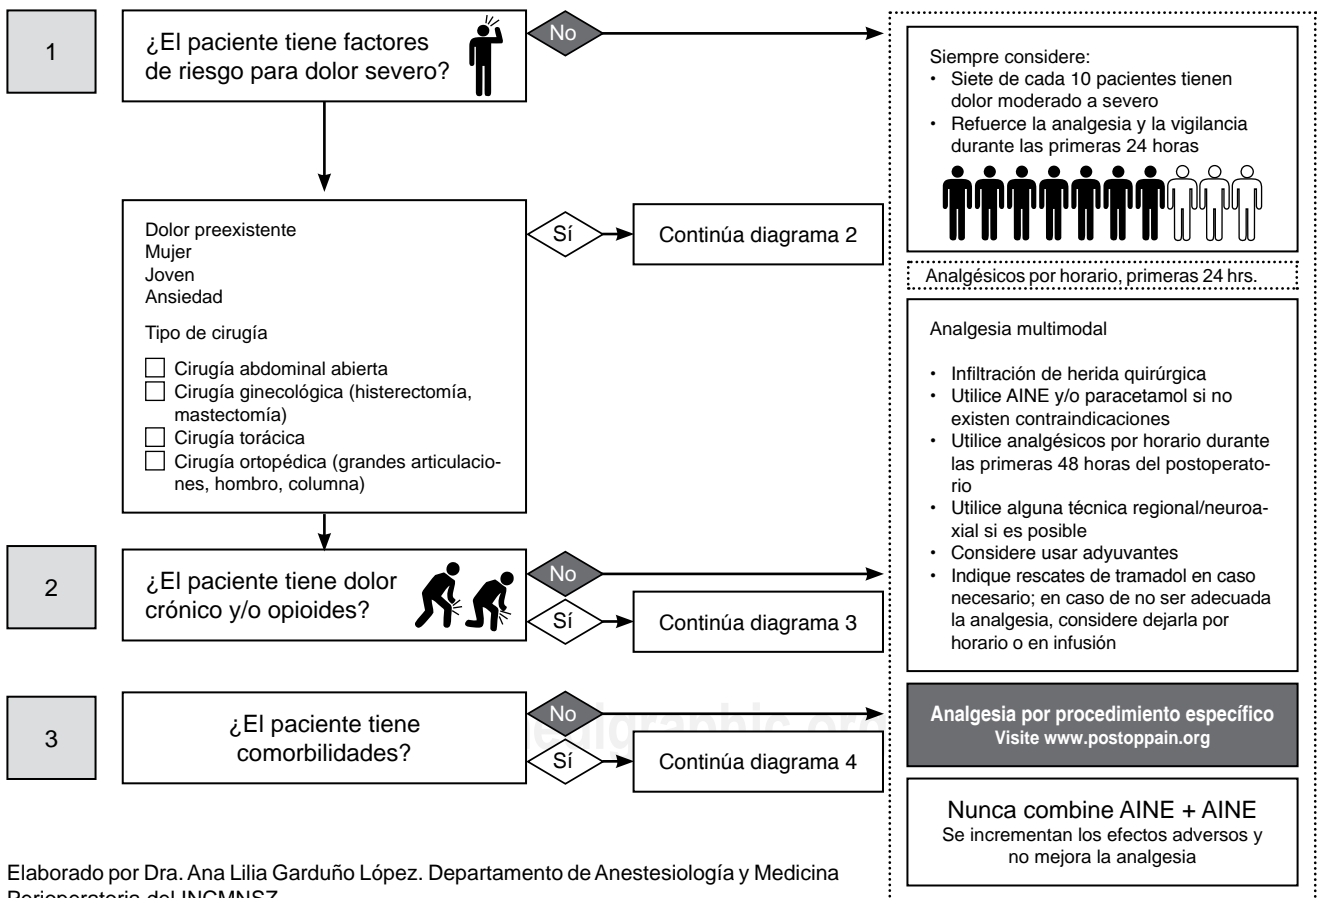 1
¿El paciente tiene factores
de riesgo para dolor severo?
No
Dolor preexistente
Mujer
Joven
Ansiedad
Tipo de cirugía
Cirugía abdominal abierta
Cirugía ginecológica (histerectomía,
mastectomía)
Cirugía torácica
Cirugía ortopédica (grandes articulacio-
nes, hombro, columna)
Sí
Continúa diagrama 2
2
¿El paciente tiene dolor
crónico y/o opioides?
No
Sí
Continúa diagrama 3
3
¿El paciente tiene
comorbilidades?
No
Sí
Continúa diagrama 4
Siempre considere:
• Siete de cada 10 pacientes tienen
dolor moderado a severo
• Refuerce la analgesia y la vigilancia
durante las primeras 24 horas
Analgésicos por horario, primeras 24 hrs.
Analgesia multimodal
• Infiltración de herida quirúrgica
• Utilice AINE y/o paracetamol si no
existen contraindicaciones
• Utilice analgésicos por horario durante
las primeras 48 horas del postoperato-
rio
• Utilice alguna técnica regional/neuroa-
xial si es posible
• Considere usar adyuvantes
• Indique rescates de tramadol en caso
necesario; en caso de no ser adecuada
la analgesia, considere dejarla por
horario o en infusión
Analgesia por procedimiento específico
Visite www.postoppain.org
Nunca combine AINE + AINE
Se incrementan los efectos adversos y
no mejora la analgesia
Elaborado por Dra. Ana Lilia Garduño López. Departamento de Anestesiología y Medicina
Perioperatoria del INCMNSZ